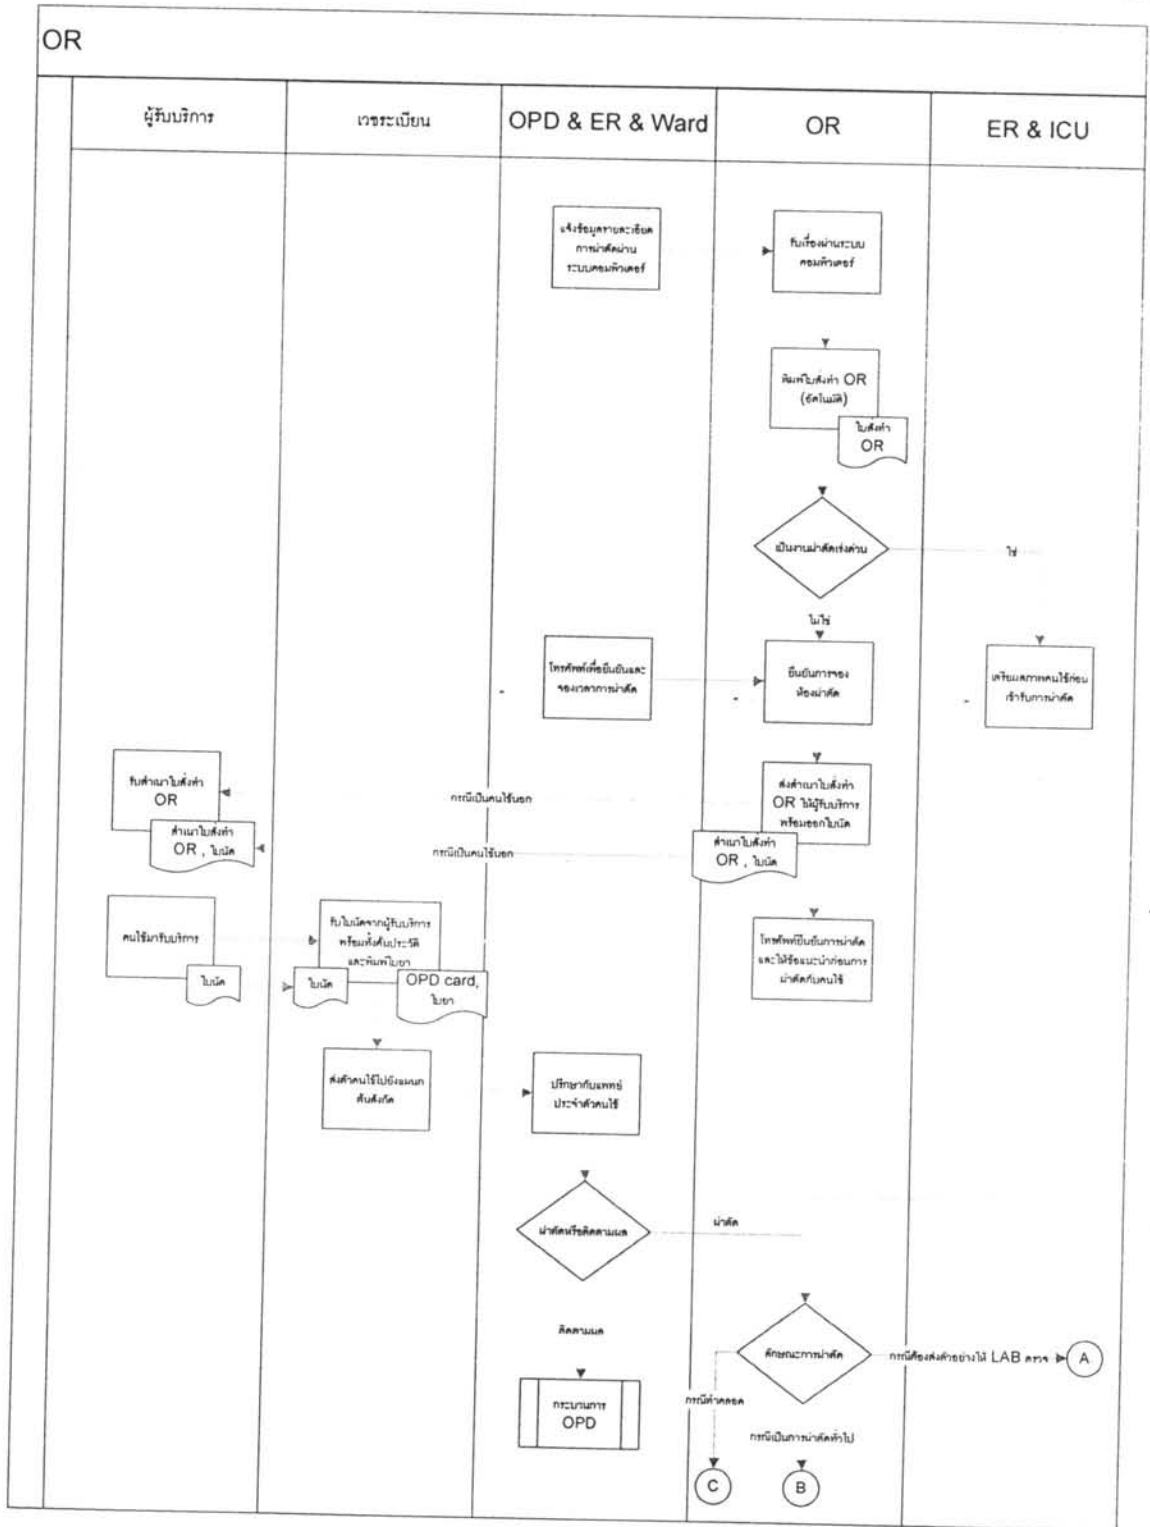 OR
ผู้รับบริการ
เวชระเบียน
OPD & ER & Ward
OR
ER & ICU
แจ้งข้อมูลรายละเอียด
การผ่าตัดผ่าน
ระบบคอมพิวเตอร์
รับเรื่องผ่านระบบ
คอมพิวเตอร์
พิมพ์ใบสั่งทำ OR
(อัตโนมัติ)
ใบสั่งทำ
OR
เป็นงานผ่าตัดเร่งด่วน
ใช่
ไม่ใช่
โทรศัพท์เพื่อยืนยันและ
จองเวลาการผ่าตัด
ยืนยันการจอง
ห้องผ่าตัด
เตรียมสภาพคนไข้ก่อน
เข้ารับการผ่าตัด
รับสำเนาใบสั่งทำ
OR
กรณีเป็นคนไข้นอก
ส่งสำเนาใบสั่งทำ
OR ให้ผู้รับบริการ
พร้อมออกใบนัด
สำเนาใบสั่งทำ
OR , ใบนัด
กรณีเป็นคนไข้นอก
สำเนาใบสั่งทำ
OR , ใบนัด
คนไข้มารับบริการ
ใบนัด
รับใบนัดจากผู้รับบริการ
พร้อมทั้งค้นประวัติ
และพิมพ์ใบยา
ใบนัด
OPD card,
ใบยา
โทรศัพท์ยืนยันการผ่าตัด
และให้ข้อแนะนำก่อนการ
ผ่าตัดกับคนไข้
ส่งตัวคนไข้ไปยังแผนก
ต้นสังกัด
ปรึกษากับแพทย์
ประจำตัวคนไข้
ผ่าตัดหรือติดตามผล
ผ่าตัด
ติดตามผล
ลักษณะการผ่าตัด
กรณีต้องส่งตัวอย่างให้ LAB ตรวจ
A
กระบวนการ
OPD
กรณีทำคลอด
กรณีเป็นการผ่าตัดทั่วไป
C
B